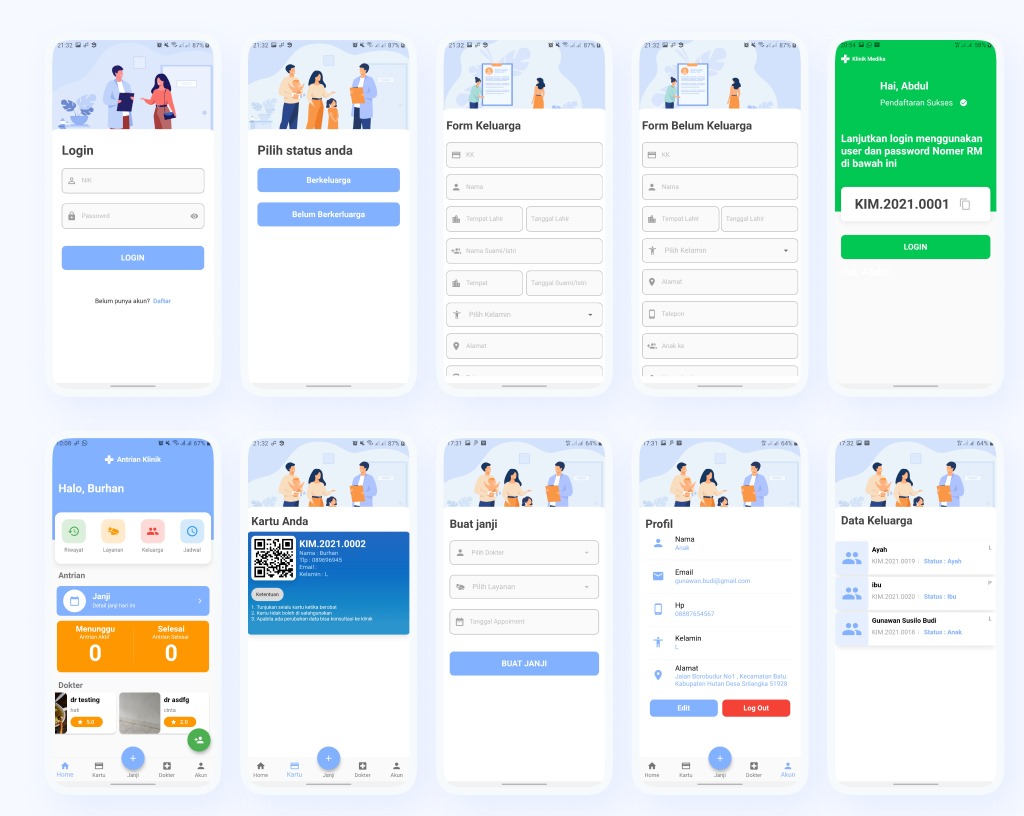 21:32
87%
Login
NIK
Password
LOGIN
Belum punya akun? Daftar
21:32
87%
Pilih status anda
Berkeluarga
Belum Berkerluarga
21:32
87%
Form Keluarga
KK
Nama
Tempat Lahir
Tanggal Lahir
Nama Suami/Istri
Tempat
Tanggal Suami/Istri
Pilih Kelamin
Alamat
21:32
87%
Form Belum Keluarga
KK
Nama
Tempat Lahir
Tanggal Lahir
Pilih Kelamin
Alamat
Telepon
Anak ke
20:54
58%
Klinik Medika
Hai, Abdul
Pendaftaran Sukses
Lanjutkan login menggunakan
user dan password Nomer RM
di bawah ini
KIM.2021.0001
LOGIN
67%
Antrian Klinik
Halo, Burhan
Riwayat
Layanan
Keluarga
Jadwal
Antrian
Janji
Detail janji hari ini
Menunggu
Antrian Aktif
0
Selesai
Antrian Selesai
0
Dokter
dr testing
hati
5.0
dr asdfg
cinta
Home
Kartu
Janji
Dokter
Akun
21:32
87%
Kartu Anda
KIM.2021.0002
Nama : Burhan
Tlp : 089696945
Email :
Kelamin : L
Ketentuan
1. Tunjukan selalu kartu ketika berobat
2. Kartu tidak boleh di salahgunakan
3. Apabila ada perubahan data bisa konsultasi ke klinik
Home
Kartu
Janji
Dokter
Akun
17:31
64%
Buat janji
Pilih Dokter
Pilih Layanan
Tanggal Appoiment
BUAT JANJI
17:31
64%
Profil
Nama
Anak
Email
gunawan.budi@gmail.com
Hp
08887654567
Kelamin
L
Alamat
Jalan Borobudur No1 , Kecamatan Batu,
Kabupaten Hutan Desa Srilangka 51928
Edit
Log Out
Home
Kartu
Janji
Dokter
Akun
17:32
64%
Data Keluarga
Ayah
L
KIM.2021.0019
Status : Ayah
ibu
P
KIM.2021.0020
Status : Ibu
Gunawan Susilo Budi
L
KIM.2021.0018
Status : Anak